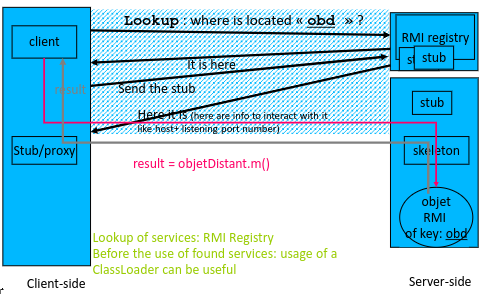 Lookup : where is located « obd » ?
client
RMI registry
stub
It is here
result
Send the stub
stub
Here it is (here are info to interact with it
like host+ listening port number)
Stub/proxy
skeleton
result = objetDistant.m()
objet
RMI
of key: obd
Lookup of services: RMI Registry
Before the use of found services: usage of a
ClassLoader can be useful
Client-side
Server-side